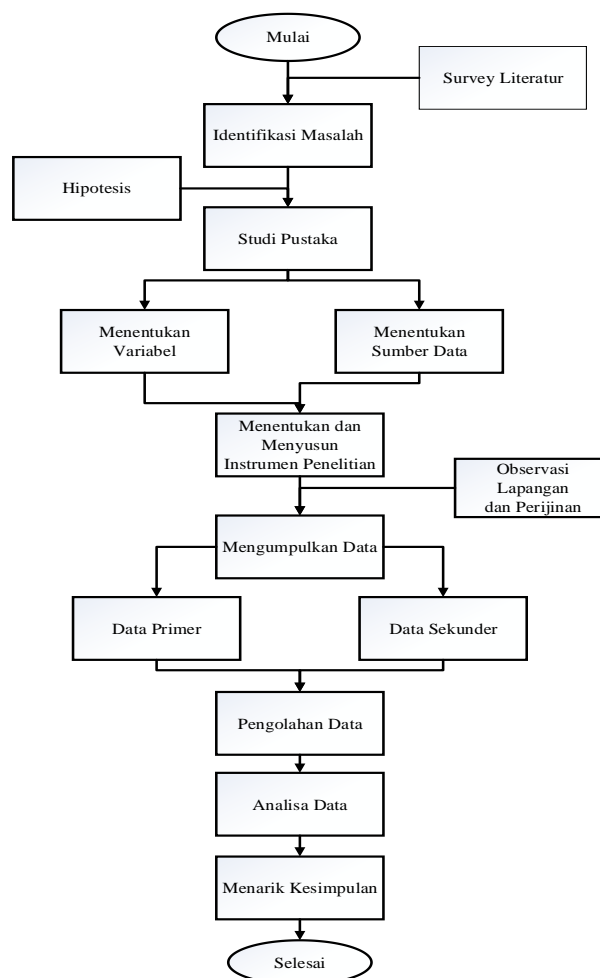 Mulai
Survey Literatur
Identifikasi Masalah
Hipotesis
Studi Pustaka
Menentukan
Variabel
Menentukan
Sumber Data
Menentukan dan
Menyusun
Instrumen Penelitian
Observasi
Lapangan
dan Perijinan
Mengumpulkan Data
Data Primer
Data Sekunder
Pengolahan Data
Analisa Data
Menarik Kesimpulan
Selesai